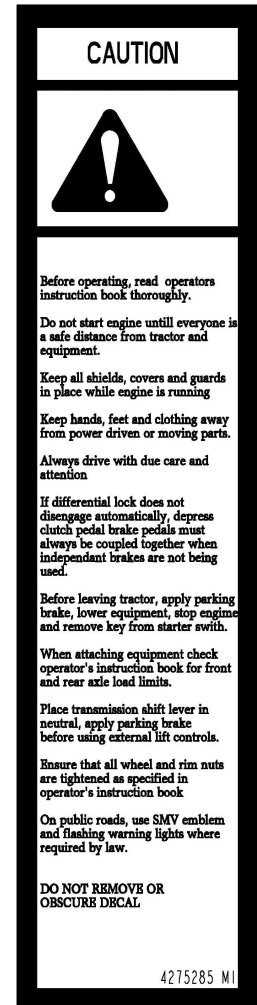 CAUTION
Before operating, read operators
instruction book thoroughly.
Do not start engine untill everyone is
a safe distance from tractor and
equipment.
Keep all shields, covers and guards
in place while engine is running
Keep hands, feet and clothing away
from power driven or moving parts.
Always drive with due care and
attention
If differential lock does not
disengage automatically, depress
clutch pedal brake pedals must
always be coupled together when
independant brakes are not being
used.
Before leaving tractor, apply parking
brake, lower equipment, stop engime
and remove key from starter swith.
When attaching equipment check
operator's instruction book for front
and rear axle load limits.
Place transmission shift lever in
neutral, apply parking brake
before using external lift controls.
Ensure that all wheel and rim nuts
are tightened as specified in
operator's instruction book
On public roads, use SMV emblem
and flashing warning lights where
required by law.
DO NOT REMOVE OR
OBSCURE DECAL
4275285 M1